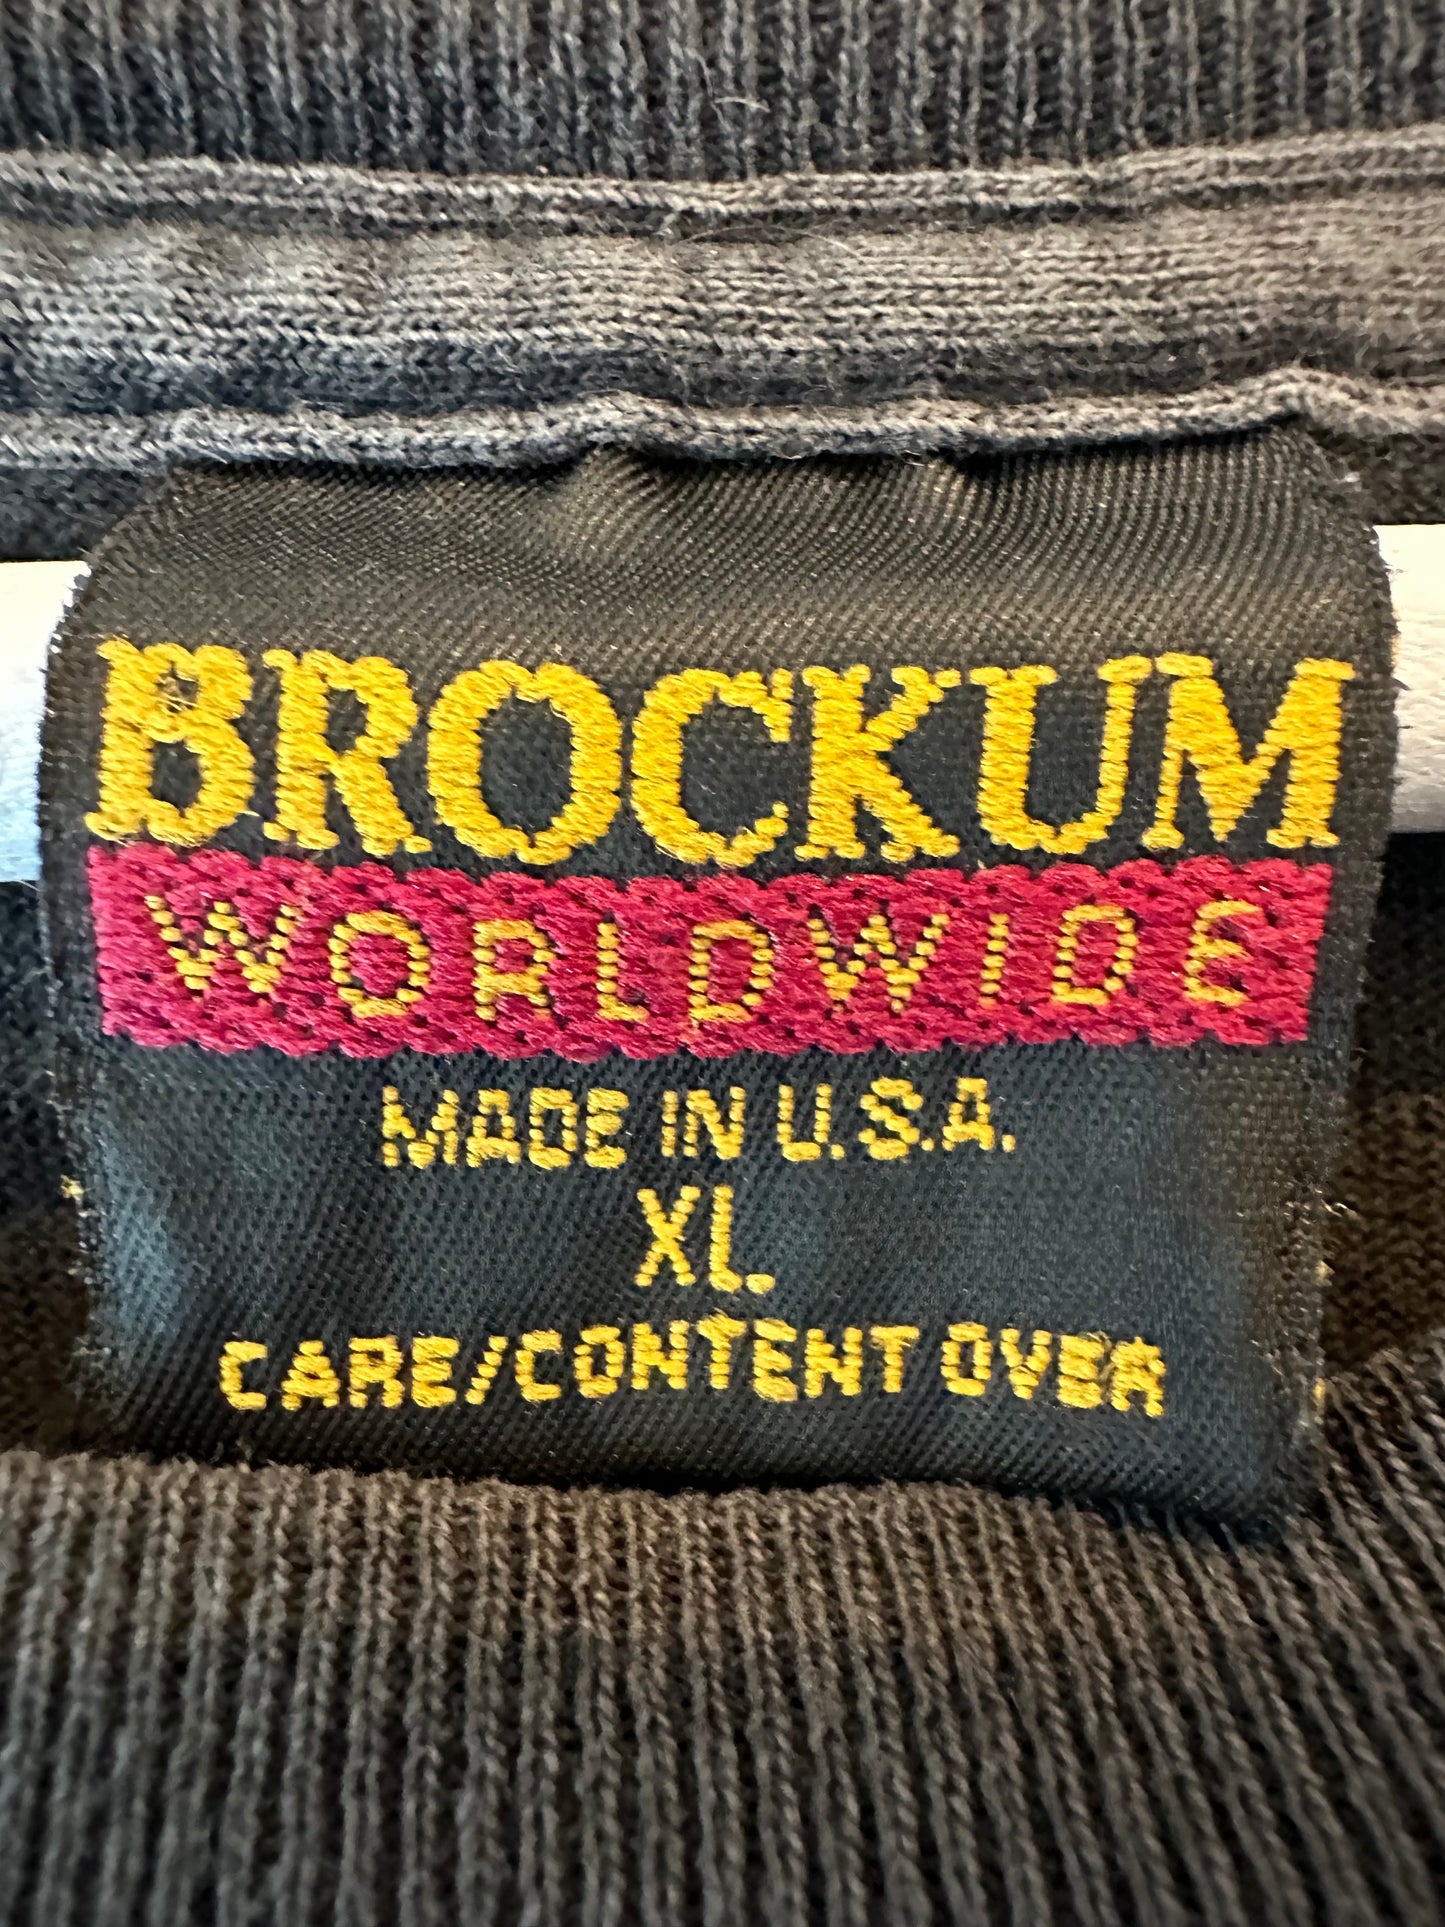 BROCKUM
WORLDWIDE
MADE IN U.S.A.
XL
CARE/CONTENT OVER